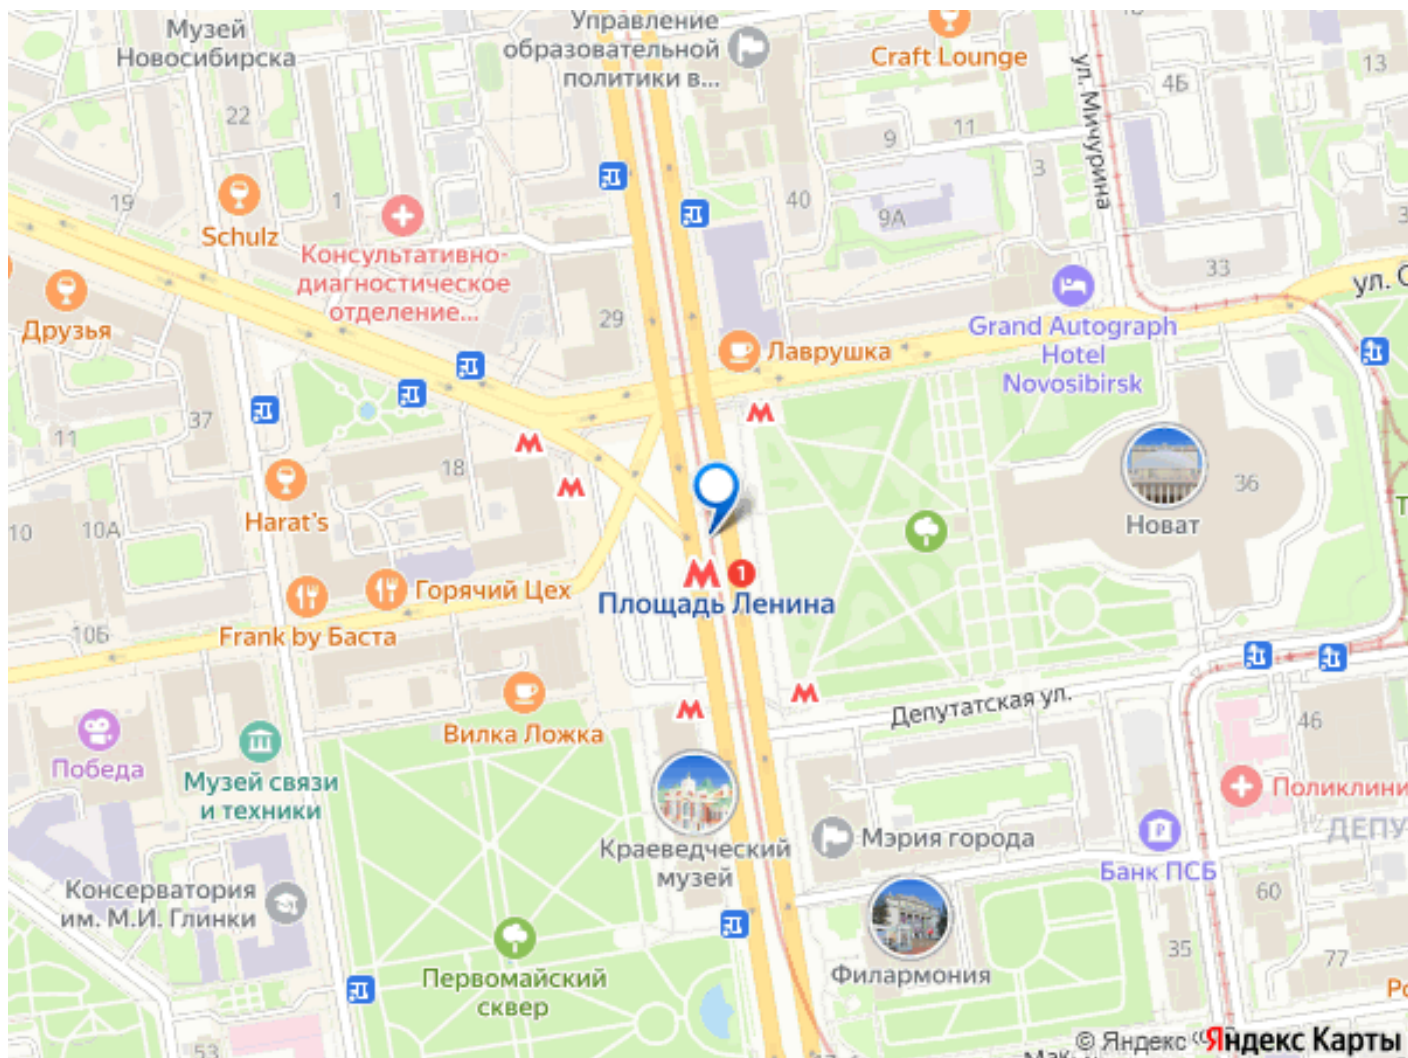 Музей
Новосибирска
Управление
образовательной
политики в...
Craft Lounge
13
4Б
ул. Мичурина
22
9
11
3
19
1
40
9А
Schulz
Консультативно-
диагностическое
отделение...
33
Друзья
29
Лаврушка
Grand Autograph
Hotel
Novosibirsk
37
11
18
36
10
10А
Harat's
Новат
Горячий Цех
1
Площадь Ленина
10Б
Frank by Баста
Депутатская ул.
46
Вилка Ложка
Победа
Музей связи
и техники
Краеведческий
музей
Мэрия города
Банк ПСБ
Консерватория
им. М.И. Глинки
60
35
77
Филармония
Первомайский
сквер
53
© Яндекс
Яндекс Карты